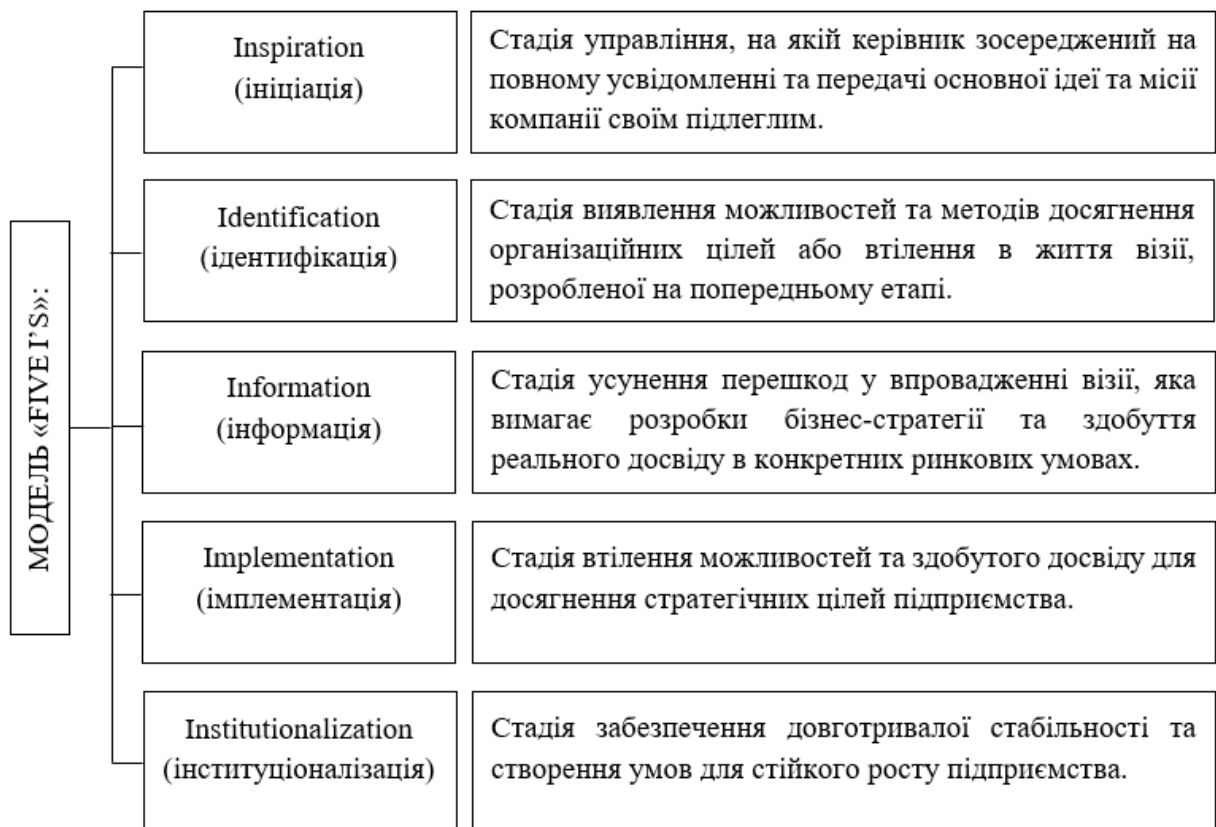 МОДЕЛЬ «FIVE I’S»:
Inspiration
(ініціація)
Стадія управління, на якій керівник зосереджений на
повному усвідомленні та передачі основної ідеї та місії
компанії своїм підлеглим.
Identification
(ідентифікація)
Стадія виявлення можливостей та методів досягнення
організаційних цілей або втілення в життя візії,
розробленої на попередньому етапі.
Information
(інформація)
Стадія усунення перешкод у впровадженні візії, яка
вимагає розробки бізнес-стратегії та здобуття
реального досвіду в конкретних ринкових умовах.
Implementation
(імплементація)
Стадія втілення можливостей та здобутого досвіду для
досягнення стратегічних цілей підприємства.
Institutionalization
(інституціоналізація)
Стадія забезпечення довготривалої стабільності та
створення умов для стійкого росту підприємства.